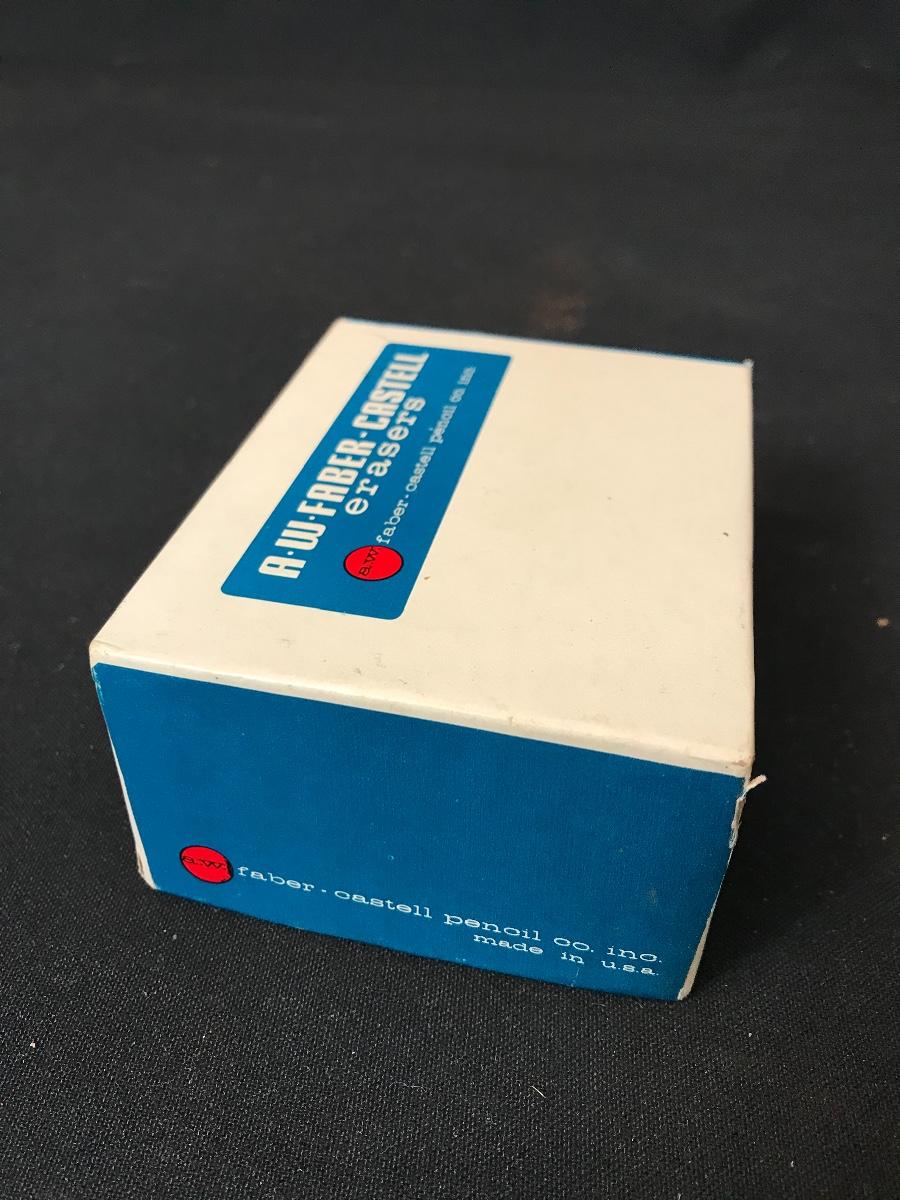 A·W·FABER·CASTELL
erasers
a.w. faber·castell pencil co inc
a.w. faber·castell pencil co. inc.
made in u.s.a.